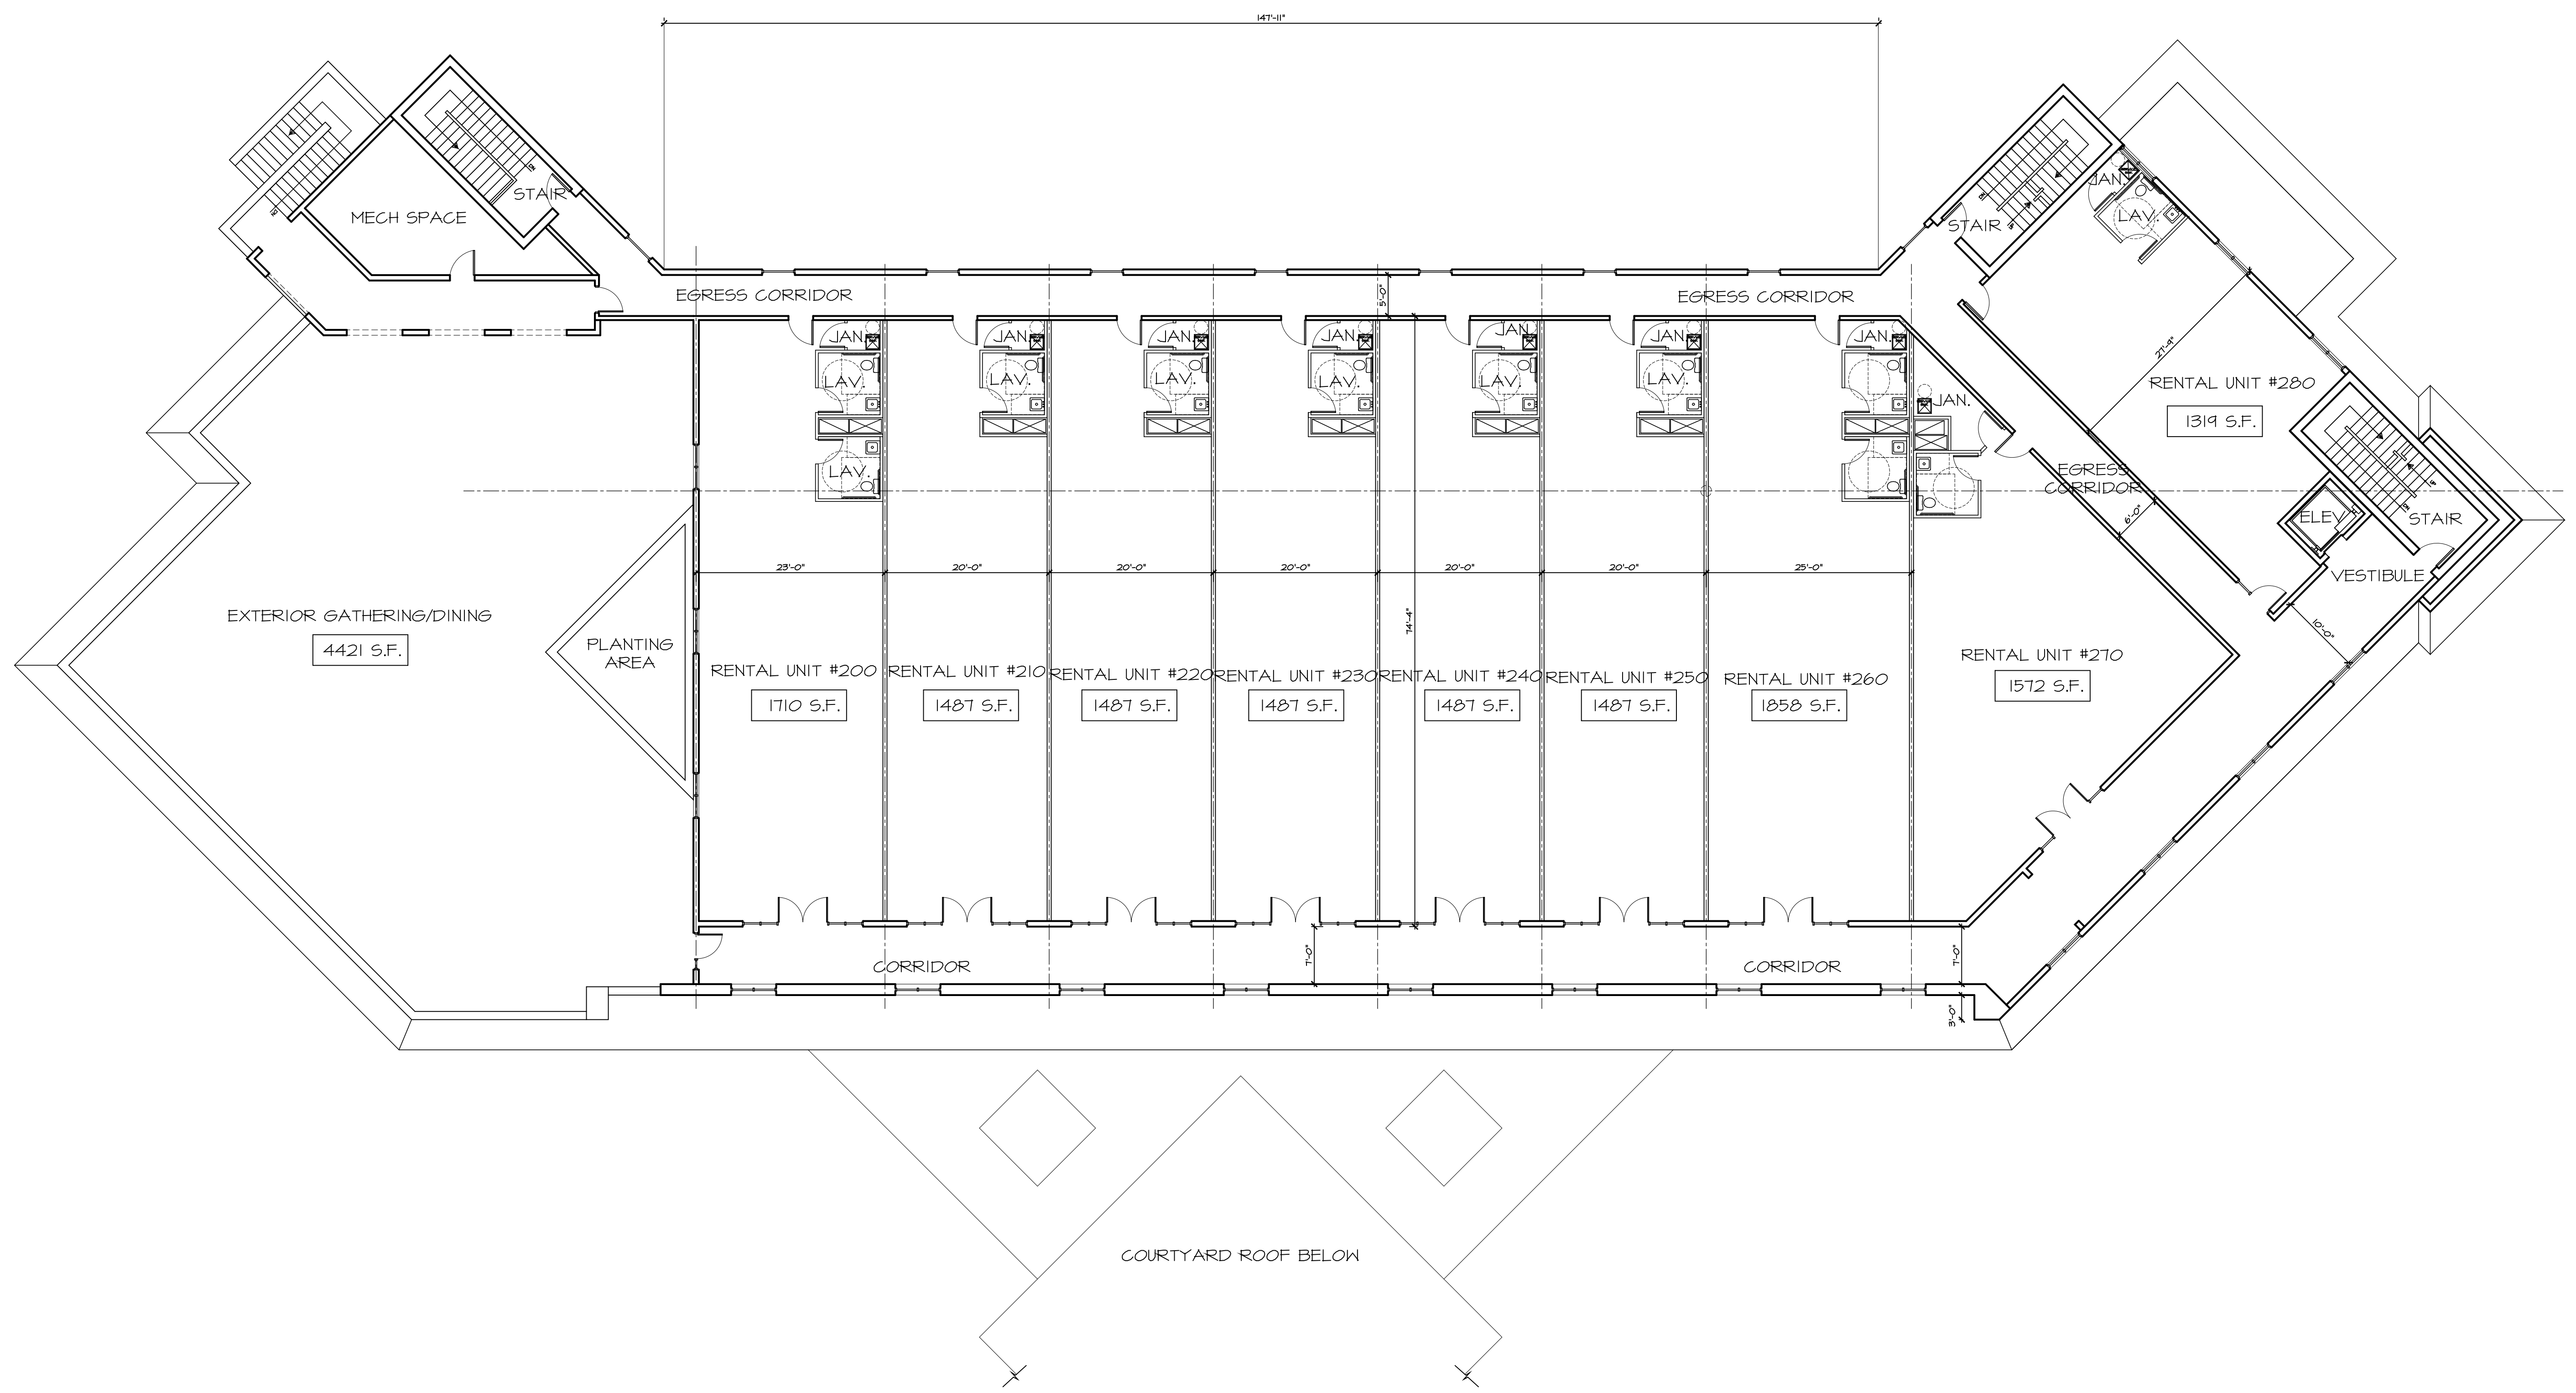 147'-11"
STAIR
MECH SPACE
STAIR
JAN.
LAV.
EGRESS CORRIDOR
5'-0"
EGRESS CORRIDOR
27'-9"
RENTAL UNIT #280
1319 S.F.
JAN.
JAN.
JAN.
JAN.
JAN.
JAN.
JAN.
LAV.
LAV.
LAV.
LAV.
LAV.
LAV.
JAN.
LAV.
EGRESS
CORRIDOR
6'-0"
ELEV.
STAIR
VESTIBULE
10'-0"
23'-0"
20'-0"
20'-0"
20'-0"
20'-0"
20'-0"
25'-0"
74'-4"
EXTERIOR GATHERING/DINING
4421 S.F.
PLANTING
AREA
RENTAL UNIT #200
1710 S.F.
RENTAL UNIT #210
1487 S.F.
RENTAL UNIT #220
1487 S.F.
RENTAL UNIT #230
1487 S.F.
RENTAL UNIT #240
1487 S.F.
RENTAL UNIT #250
1487 S.F.
RENTAL UNIT #260
1858 S.F.
RENTAL UNIT #270
1572 S.F.
CORRIDOR
7'-0"
CORRIDOR
7'-0"
3'-0"
COURTYARD ROOF BELOW